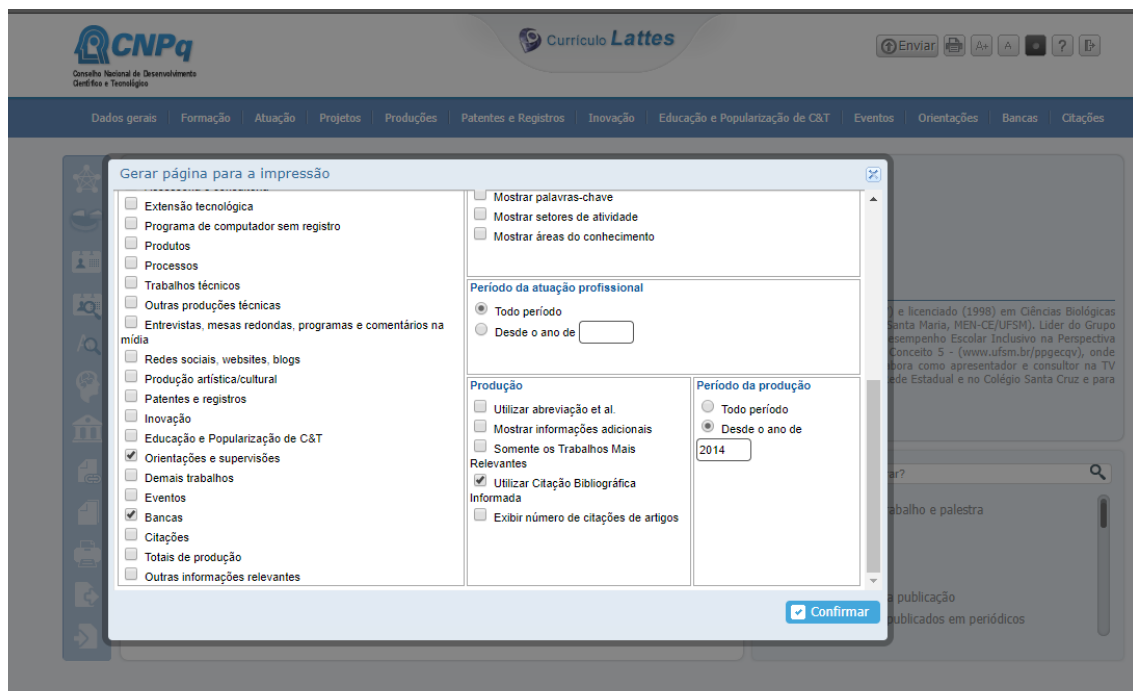 CNPq
Conselho Nacional de Desenvolvimento
Científico e Tecnológico
Currículo Lattes
Enviar
A+
A
?
Dados gerais Formação Atuação Projetos Produções Patentes e Registros Inovação Educação e Popularização de C&T Eventos Orientações Bancas Citações
Gerar página para a impressão
Extensão tecnológica
Programa de computador sem registro
Produtos
Processos
Trabalhos técnicos
Outras produções técnicas
Entrevistas, mesas redondas, programas e comentários na
mídia
Redes sociais, websites, blogs
Produção artística/cultural
Patentes e registros
Inovação
Educação e Popularização de C&T
Orientações e supervisões
Demais trabalhos
Eventos
Bancas
Citações
Totais de produção
Outras informações relevantes
Mostrar palavras-chave
Mostrar setores de atividade
Mostrar áreas do conhecimento
Período da atuação profissional
Todo período
Desde o ano de
Produção
Utilizar abreviação et al.
Mostrar informações adicionais
Somente os Trabalhos Mais
Relevantes
Utilizar Citação Bibliográfica
Informada
Exibir número de citações de artigos
Período da produção
Todo período
Desde o ano de
2014
Confirmar
) e licenciado (1998) em Ciências Biológicas
Santa Maria, MEN-CE/UFSM). Líder do Grupo
esempenho Escolar Inclusivo na Perspectiva
Conceito 5 - (www.ufsm.br/ppgecqv), onde
bora como apresentador e consultor na TV
ede Estadual e no Colégio Santa Cruz e para
ar?
abalho e palestra
a publicação
publicados em periódicos